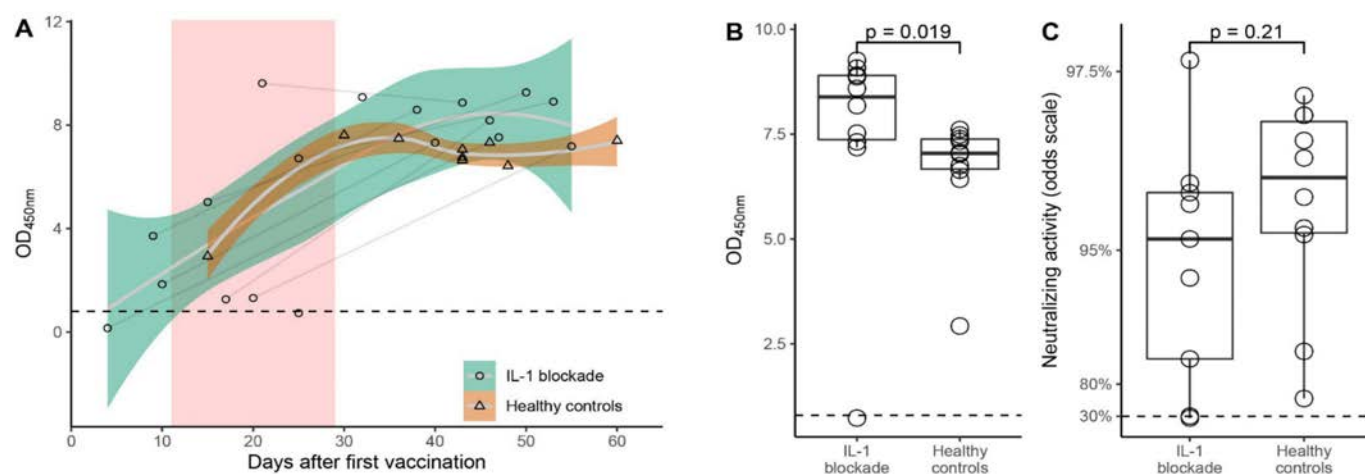 A
12
8
4
0
OD450nm
0
10
20
30
40
50
60
Days after first vaccination
IL-1 blockade
Healthy controls
B
p = 0.019
10.0
7.5
5.0
2.5
OD450nm
IL-1
blockade
Healthy
controls
C
p = 0.21
97.5%
95%
80%
30%
Neutralizing activity (odds scale)
IL-1
blockade
Healthy
controls